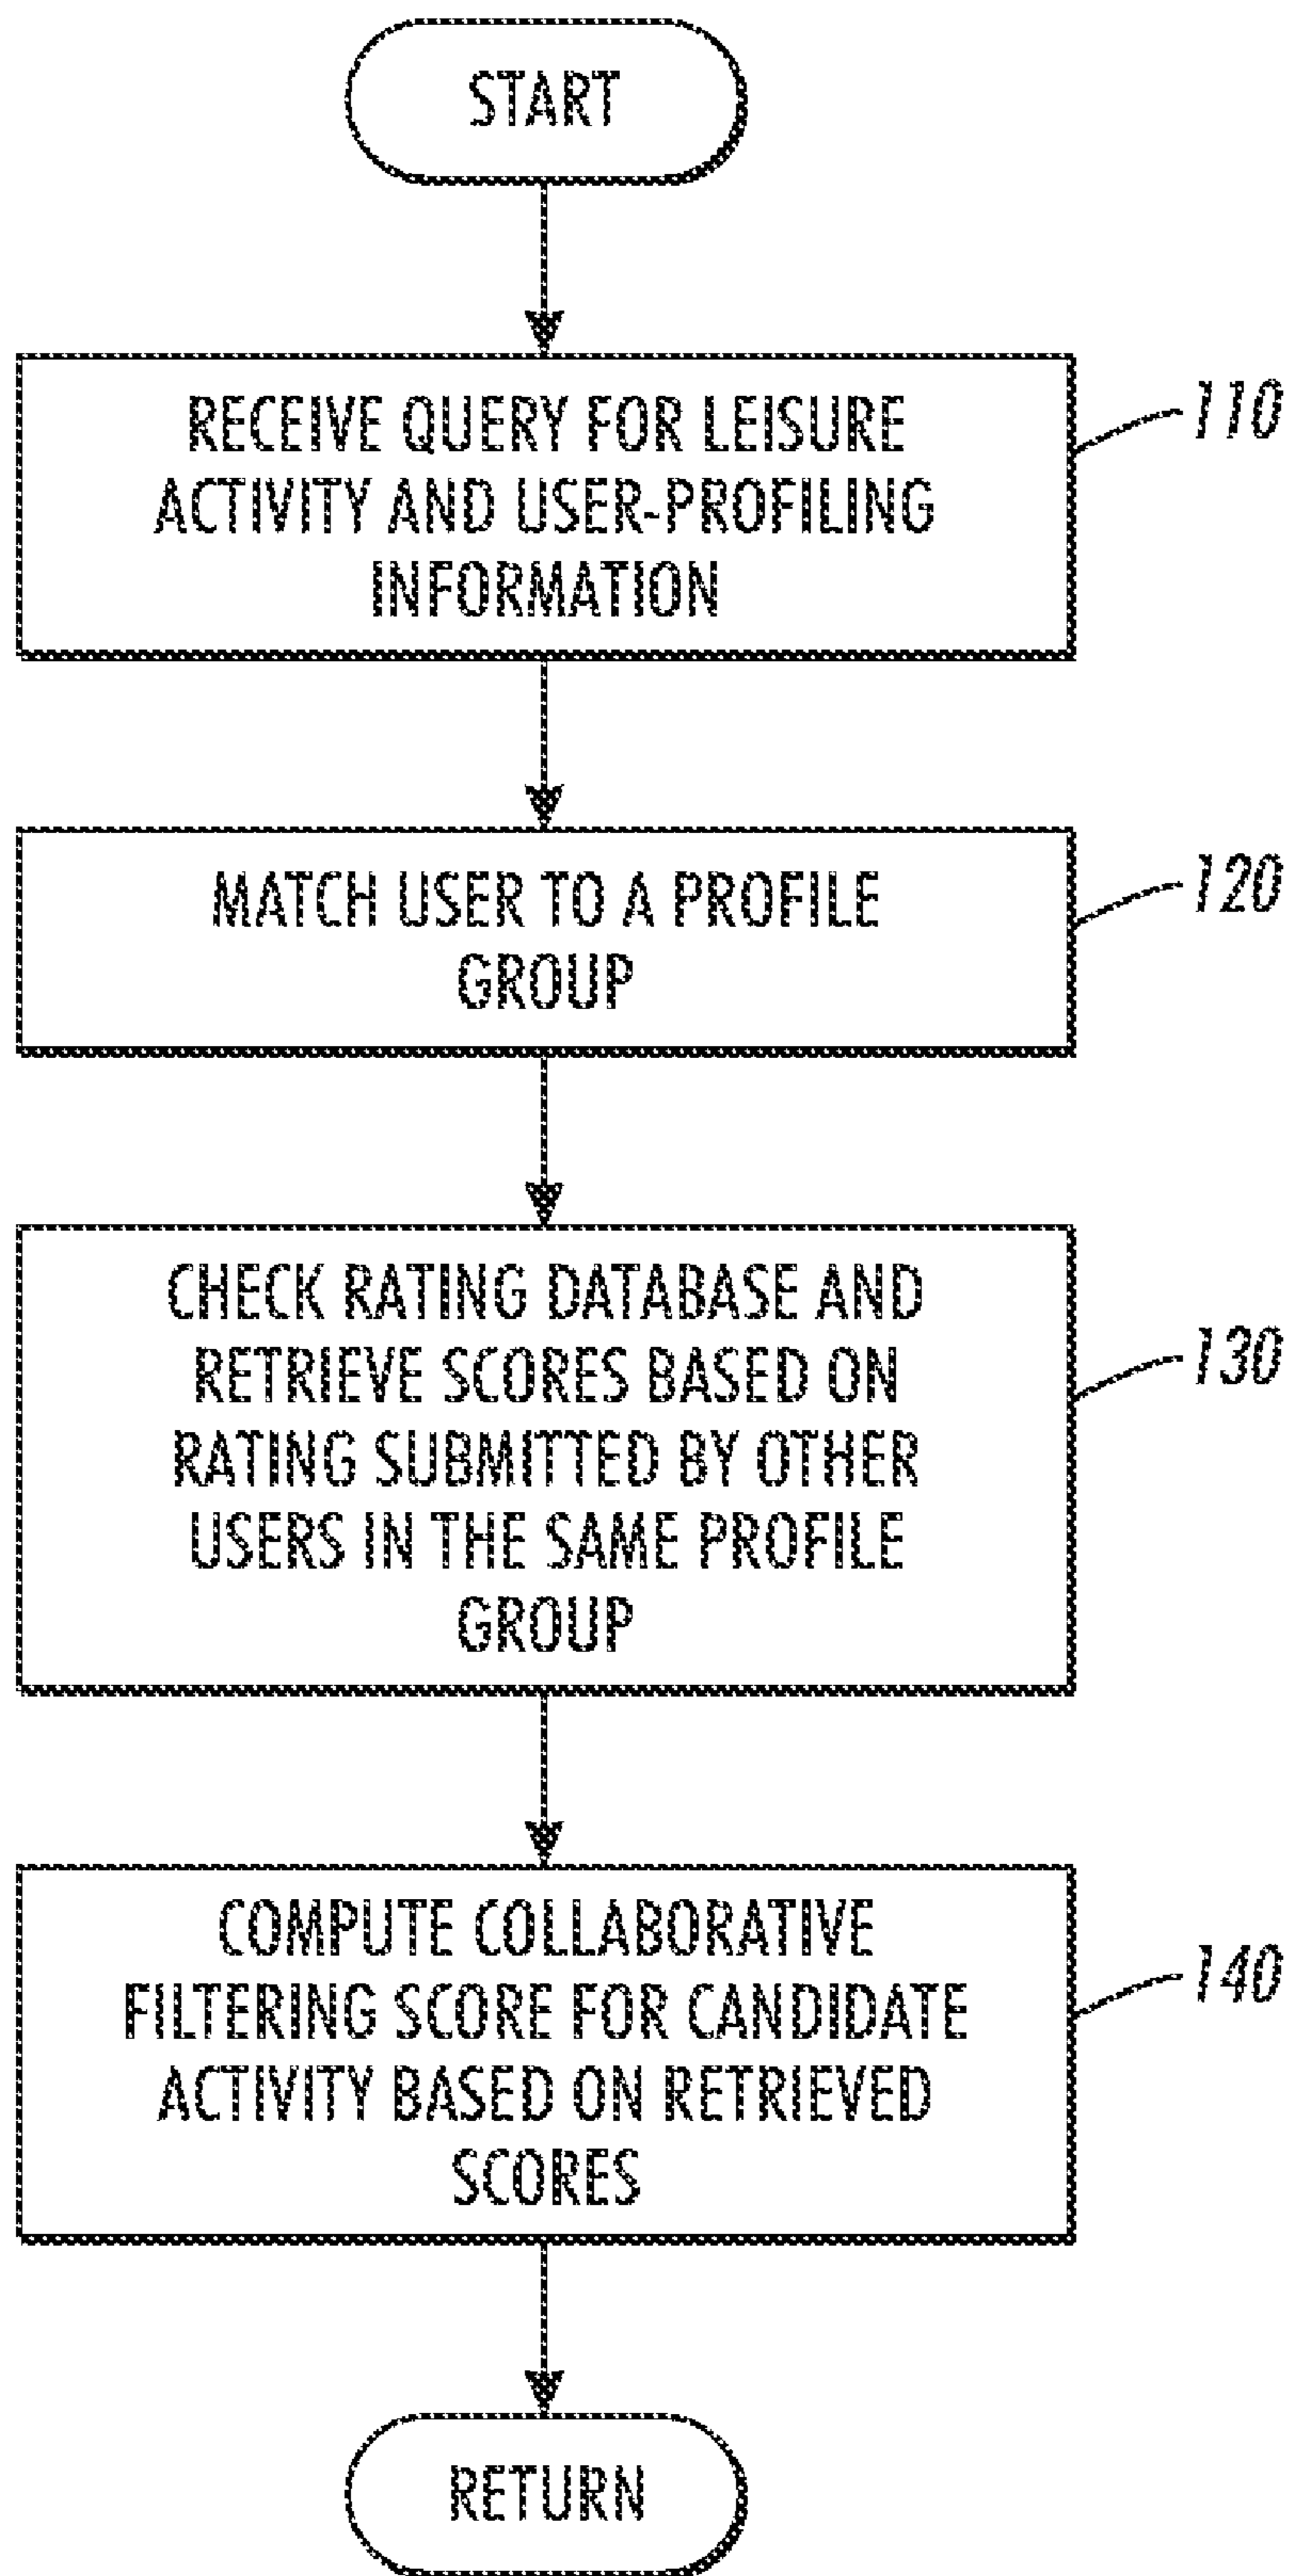 START
RECEIVE QUERY FOR LEISURE
ACTIVITY AND USER-PROFILING
INFORMATION
110
MATCH USER TO A PROFILE
GROUP
120
CHECK RATING DATABASE AND
RETRIEVE SCORES BASED ON
RATING SUBMITTED BY OTHER
USERS IN THE SAME PROFILE
GROUP
130
COMPUTE COLLABORATIVE
FILTERING SCORE FOR CANDIDATE
ACTIVITY BASED ON RETRIEVED
SCORES
140
RETURN